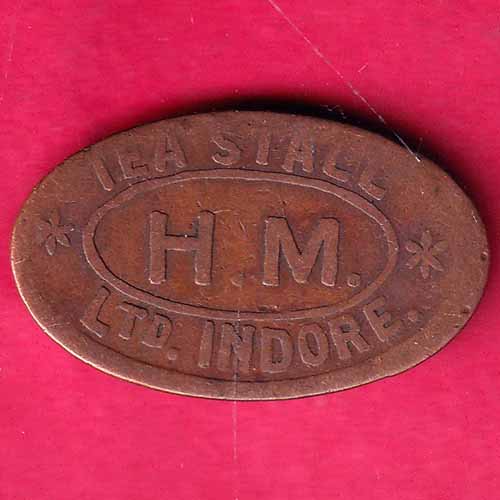 TEA STALL
H.M.
LTD. INDORE.